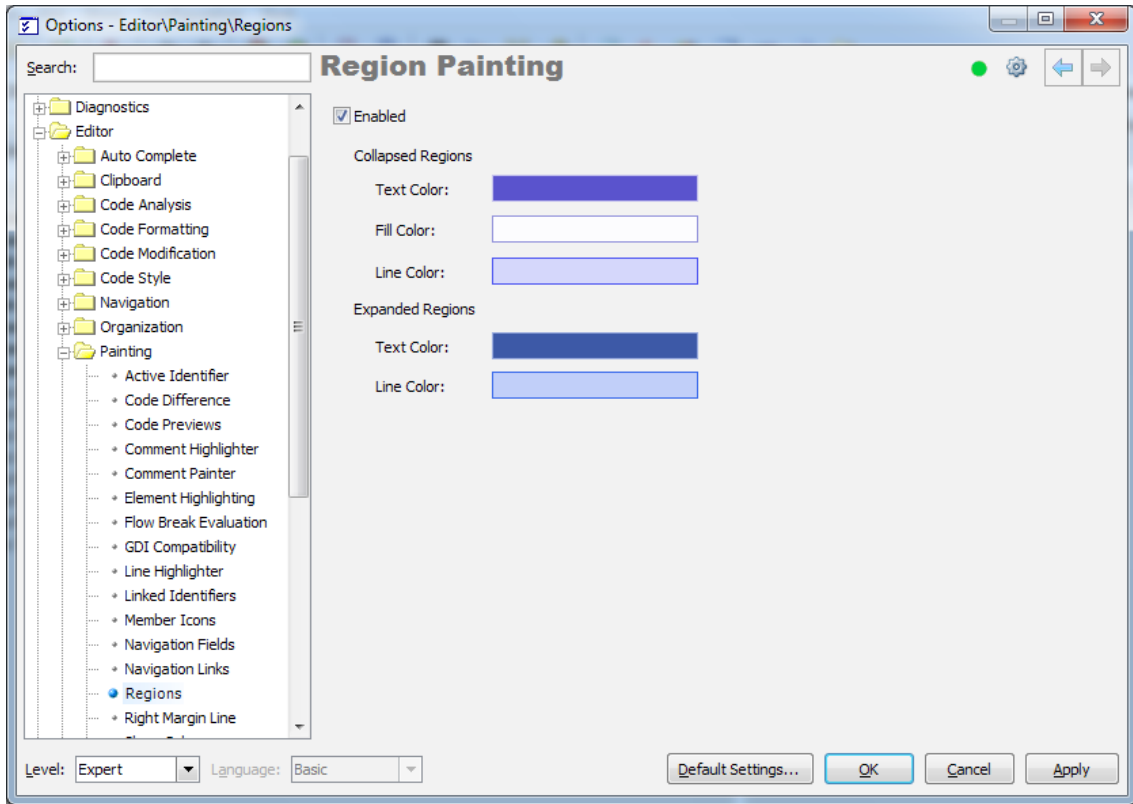 Options - Editor\Painting\Regions
Search:
Region Painting
Diagnostics
Editor
Auto Complete
Clipboard
Code Analysis
Code Formatting
Code Modification
Code Style
Navigation
Organization
Painting
Active Identifier
Code Difference
Code Previews
Comment Highlighter
Comment Painter
Element Highlighting
Flow Break Evaluation
GDI Compatibility
Line Highlighter
Linked Identifiers
Member Icons
Navigation Fields
Navigation Links
Regions
Right Margin Line
Enabled
Collapsed Regions
Text Color:
Fill Color:
Line Color:
Expanded Regions
Text Color:
Line Color:
Level: Expert Language: Basic
Default Settings... OK Cancel Apply